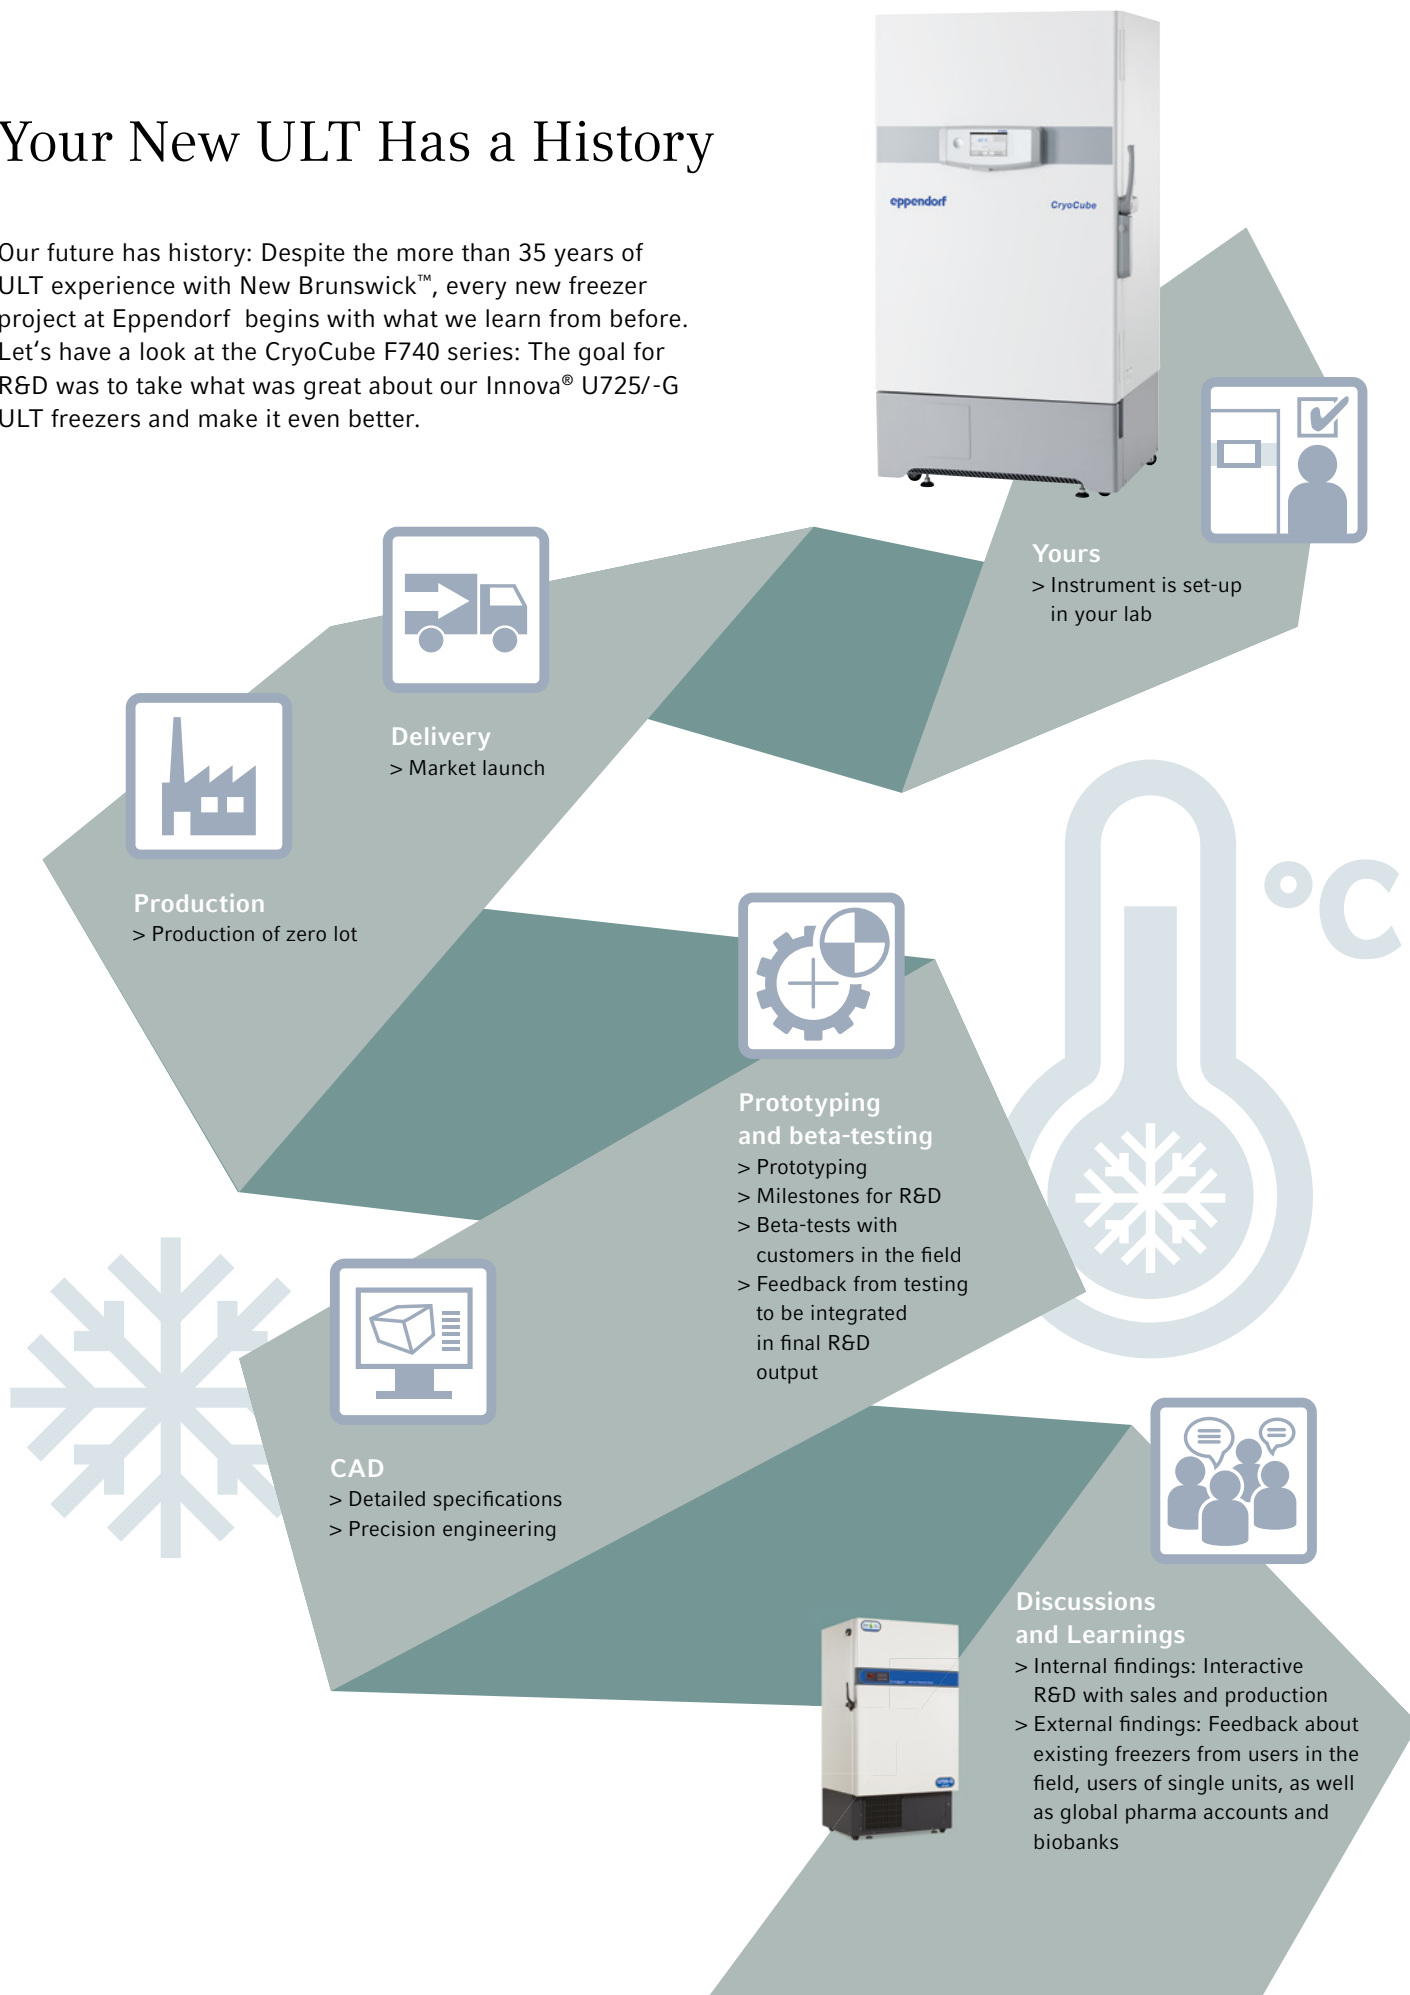 Your New ULT Has a History
Our future has history: Despite the more than 35 years of
ULT experience with New Brunswick™, every new freezer
project at Eppendorf begins with what we learn from before.
Let‘s have a look at the CryoCube F740 series: The goal for
R&D was to take what was great about our Innova® U725/-G
ULT freezers and make it even better.
eppendorf
CryoCube
Yours
> Instrument is set-up
in your lab
Delivery
> Market launch
Production
> Production of zero lot
°C
Prototyping
and beta-testing
> Prototyping
> Milestones for R&D
> Beta-tests with
customers in the field
> Feedback from testing
to be integrated
in final R&D
output
CAD
> Detailed specifications
> Precision engineering
Discussions
and Learnings
> Internal findings: Interactive
R&D with sales and production
> External findings: Feedback about
existing freezers from users in the
field, users of single units, as well
as global pharma accounts and
biobanks